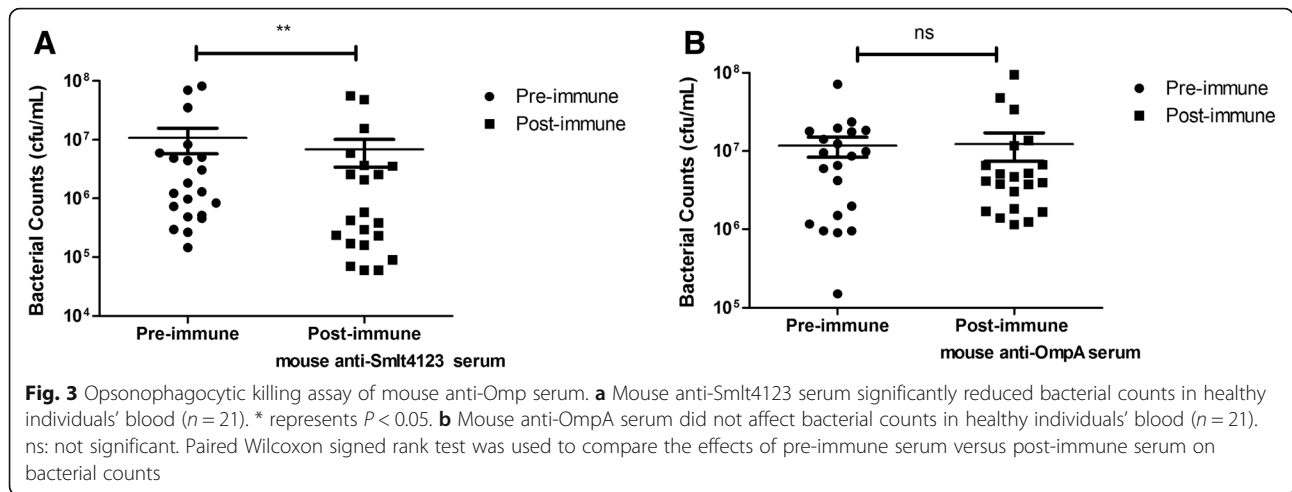 A
**
Bacterial Counts (cfu/mL)
10⁸
10⁷
10⁶
10⁵
10⁴
Pre-immune
Post-immune
Pre-immune
Post-immune
mouse anti-Smlt4123 serum
B
ns
Bacterial Counts (cfu/mL)
10⁸
10⁷
10⁶
10⁵
Pre-immune
Post-immune
Pre-immune
Post-immune
mouse anti-OmpA serum
Fig. 3 Opsonophagocytic killing assay of mouse anti-Omp serum. a Mouse anti-Smlt4123 serum significantly reduced bacterial counts in healthy
individuals’ blood (n = 21). * represents P < 0.05. b Mouse anti-OmpA serum did not affect bacterial counts in healthy individuals’ blood (n = 21).
ns: not significant. Paired Wilcoxon signed rank test was used to compare the effects of pre-immune serum versus post-immune serum on
bacterial counts